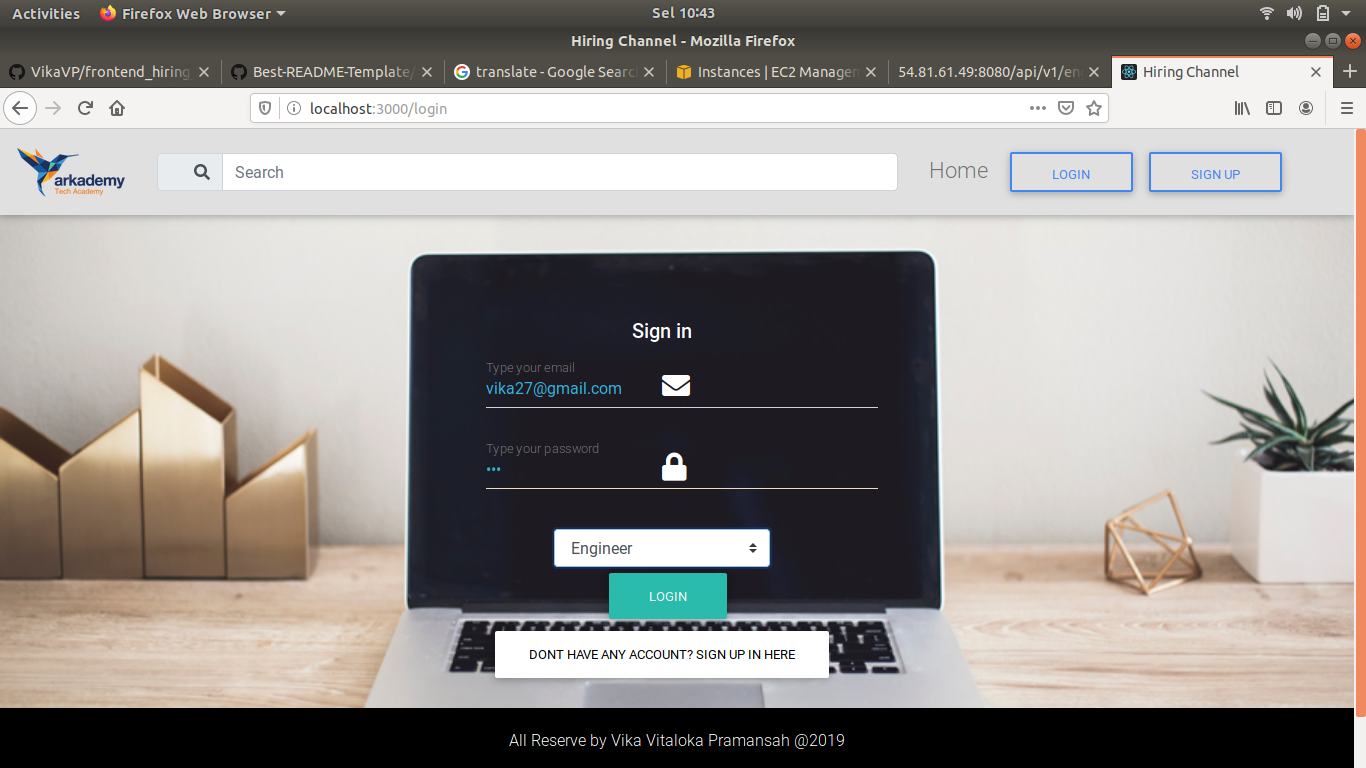 Activities Firefox Web Browser Sel 10:43
Hiring Channel - Mozilla Firefox
VikaVP/frontend_hiring Best-README-Template/ translate - Google Searc Instances | EC2 Managem 54.81.61.49:8080/api/v1/en Hiring Channel
localhost:3000/login
arkademy
Tech Academy
Search
Home
LOGIN
SIGN UP
Sign in
Type your email
vika27@gmail.com
Type your password
•••
Engineer
LOGIN
DONT HAVE ANY ACCOUNT? SIGN UP IN HERE
All Reserve by Vika Vitaloka Pramansah @2019